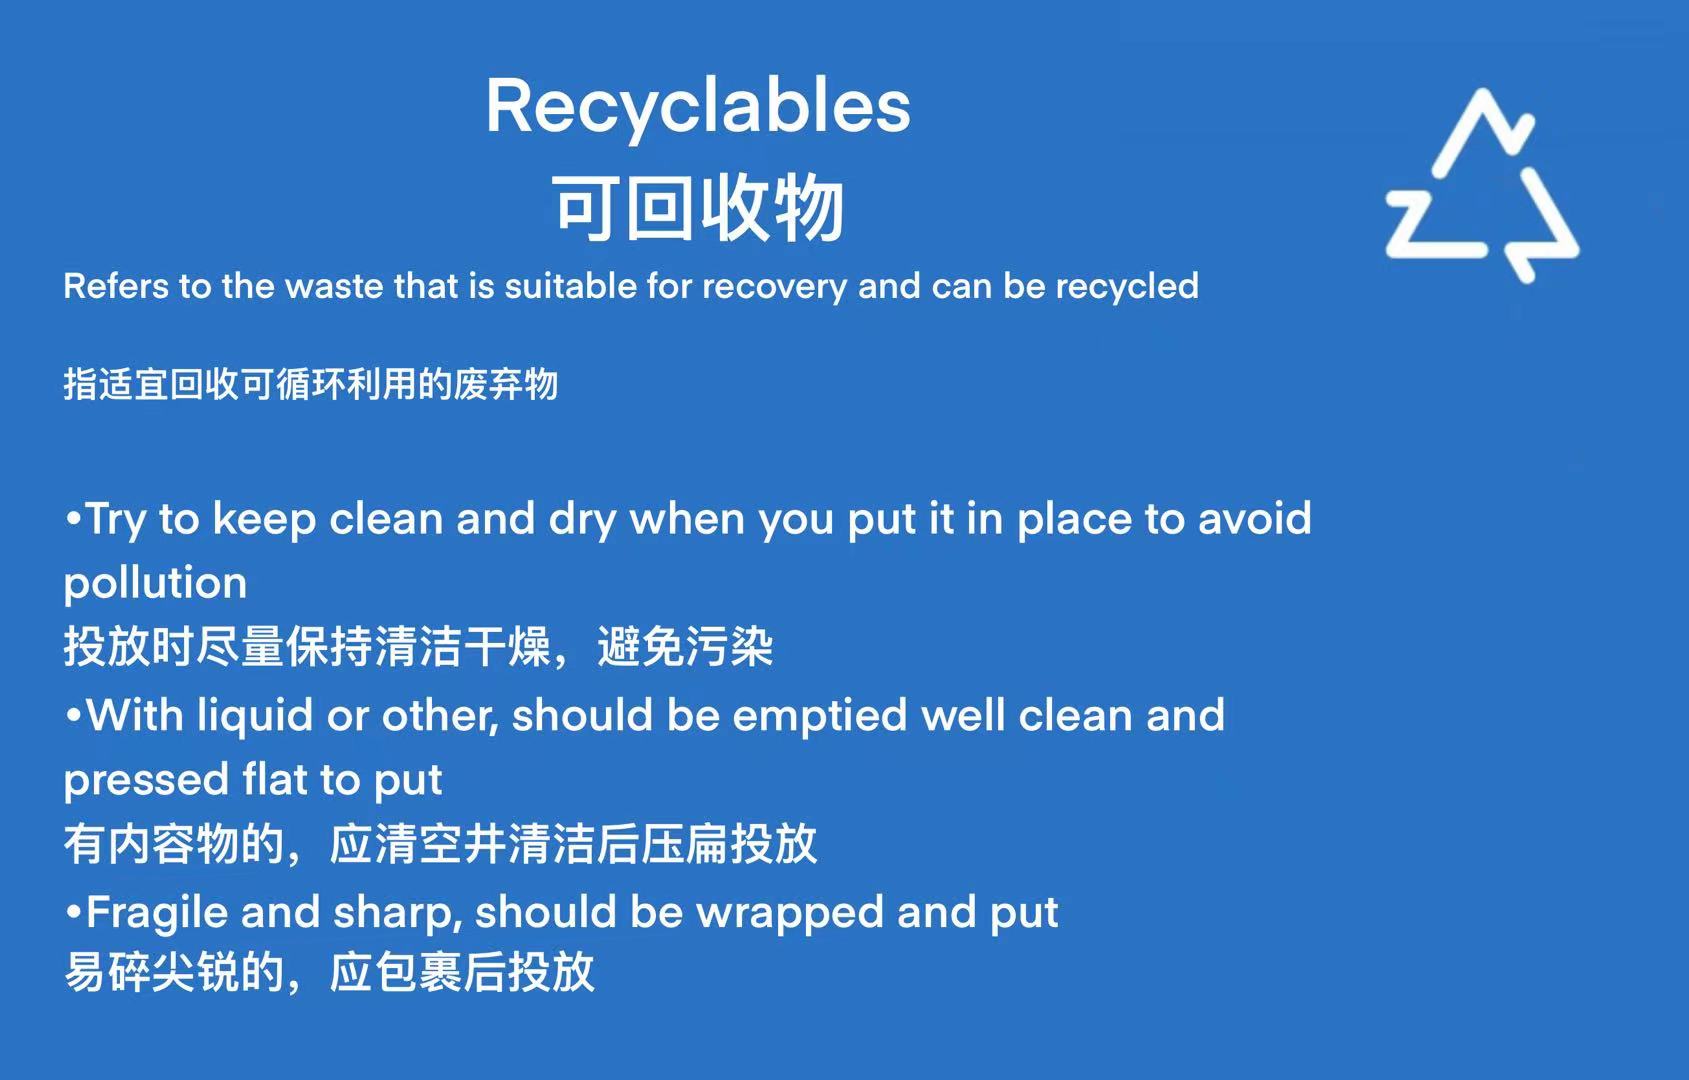 Recyclables
可回收物
Refers to the waste that is suitable for recovery and can be recycled
指适宜回收可循环利用的废弃物
•Try to keep clean and dry when you put it in place to avoid
pollution
投放时尽量保持清洁干燥，避免污染
•With liquid or other, should be emptied well clean and
pressed flat to put
有内容物的，应清空井清洁后压扁投放
•Fragile and sharp, should be wrapped and put
易碎尖锐的，应包裹后投放